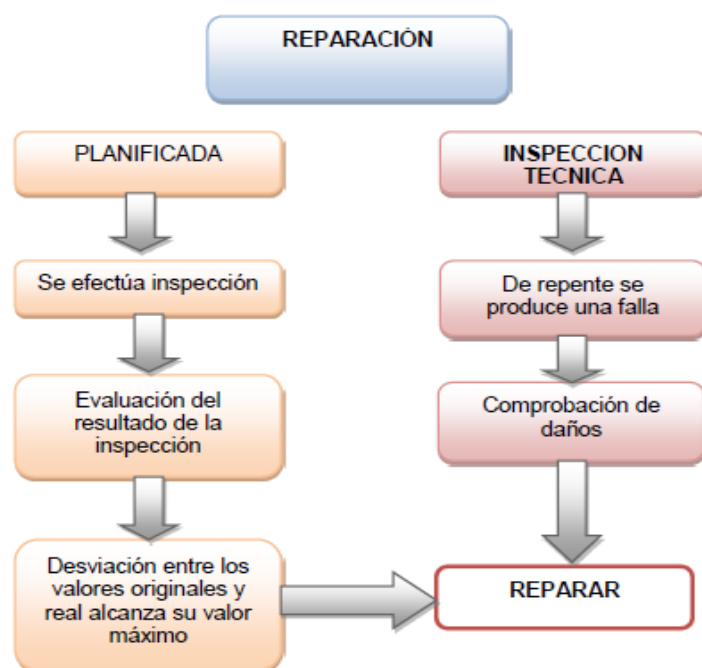 REPARACIÓN
PLANIFICADA
Se efectúa inspección
Evaluación del
resultado de la
inspección
Desviación entre los
valores originales y
real alcanza su valor
máximo
INSPECCION
TECNICA
De repente se
produce una falla
Comprobación de
daños
REPARAR